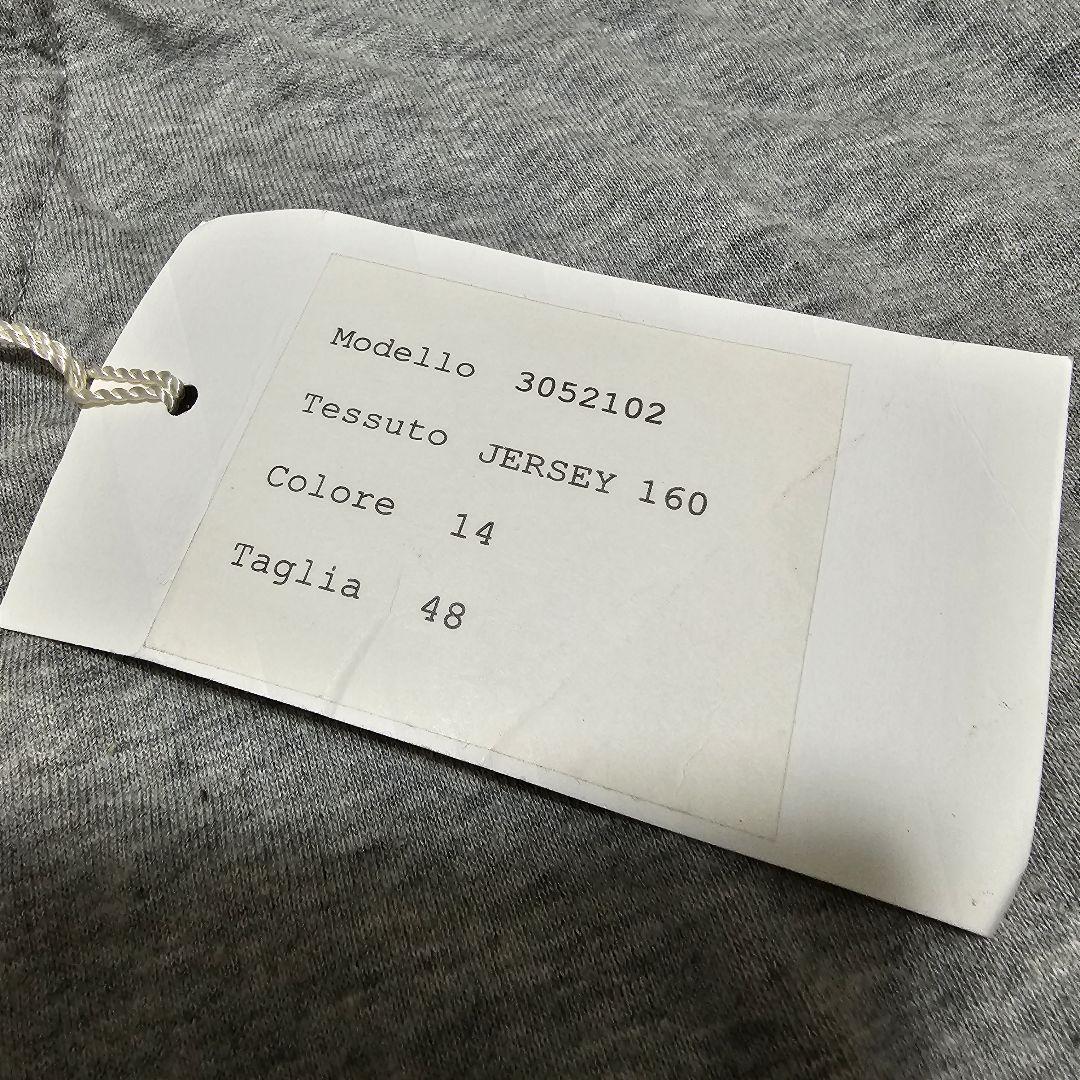 Modello 3052102
Tessuto JERSEY 160
Colore 14
Taglia 48